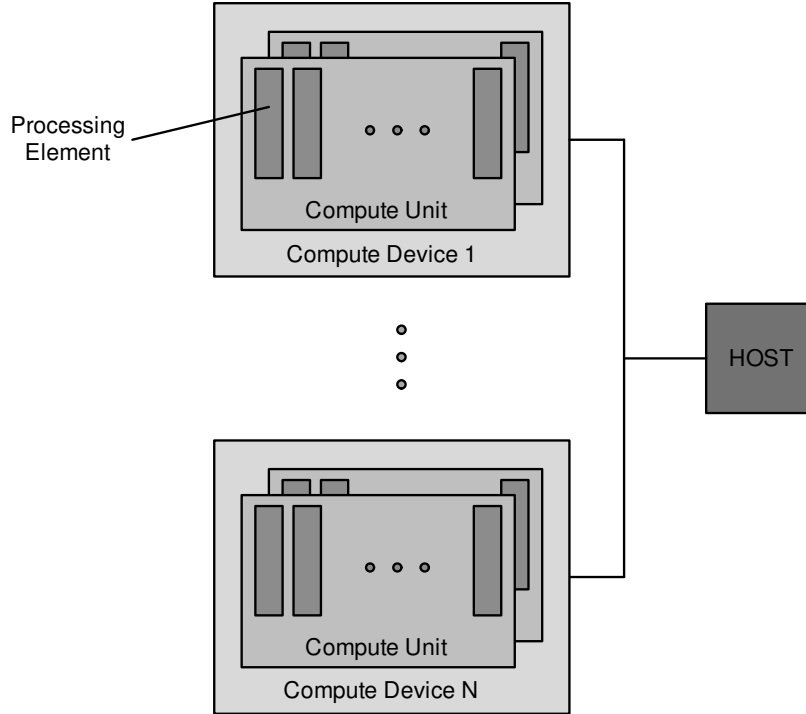 Processing
Element
Compute Unit
Compute Device 1
HOST
Compute Unit
Compute Device N